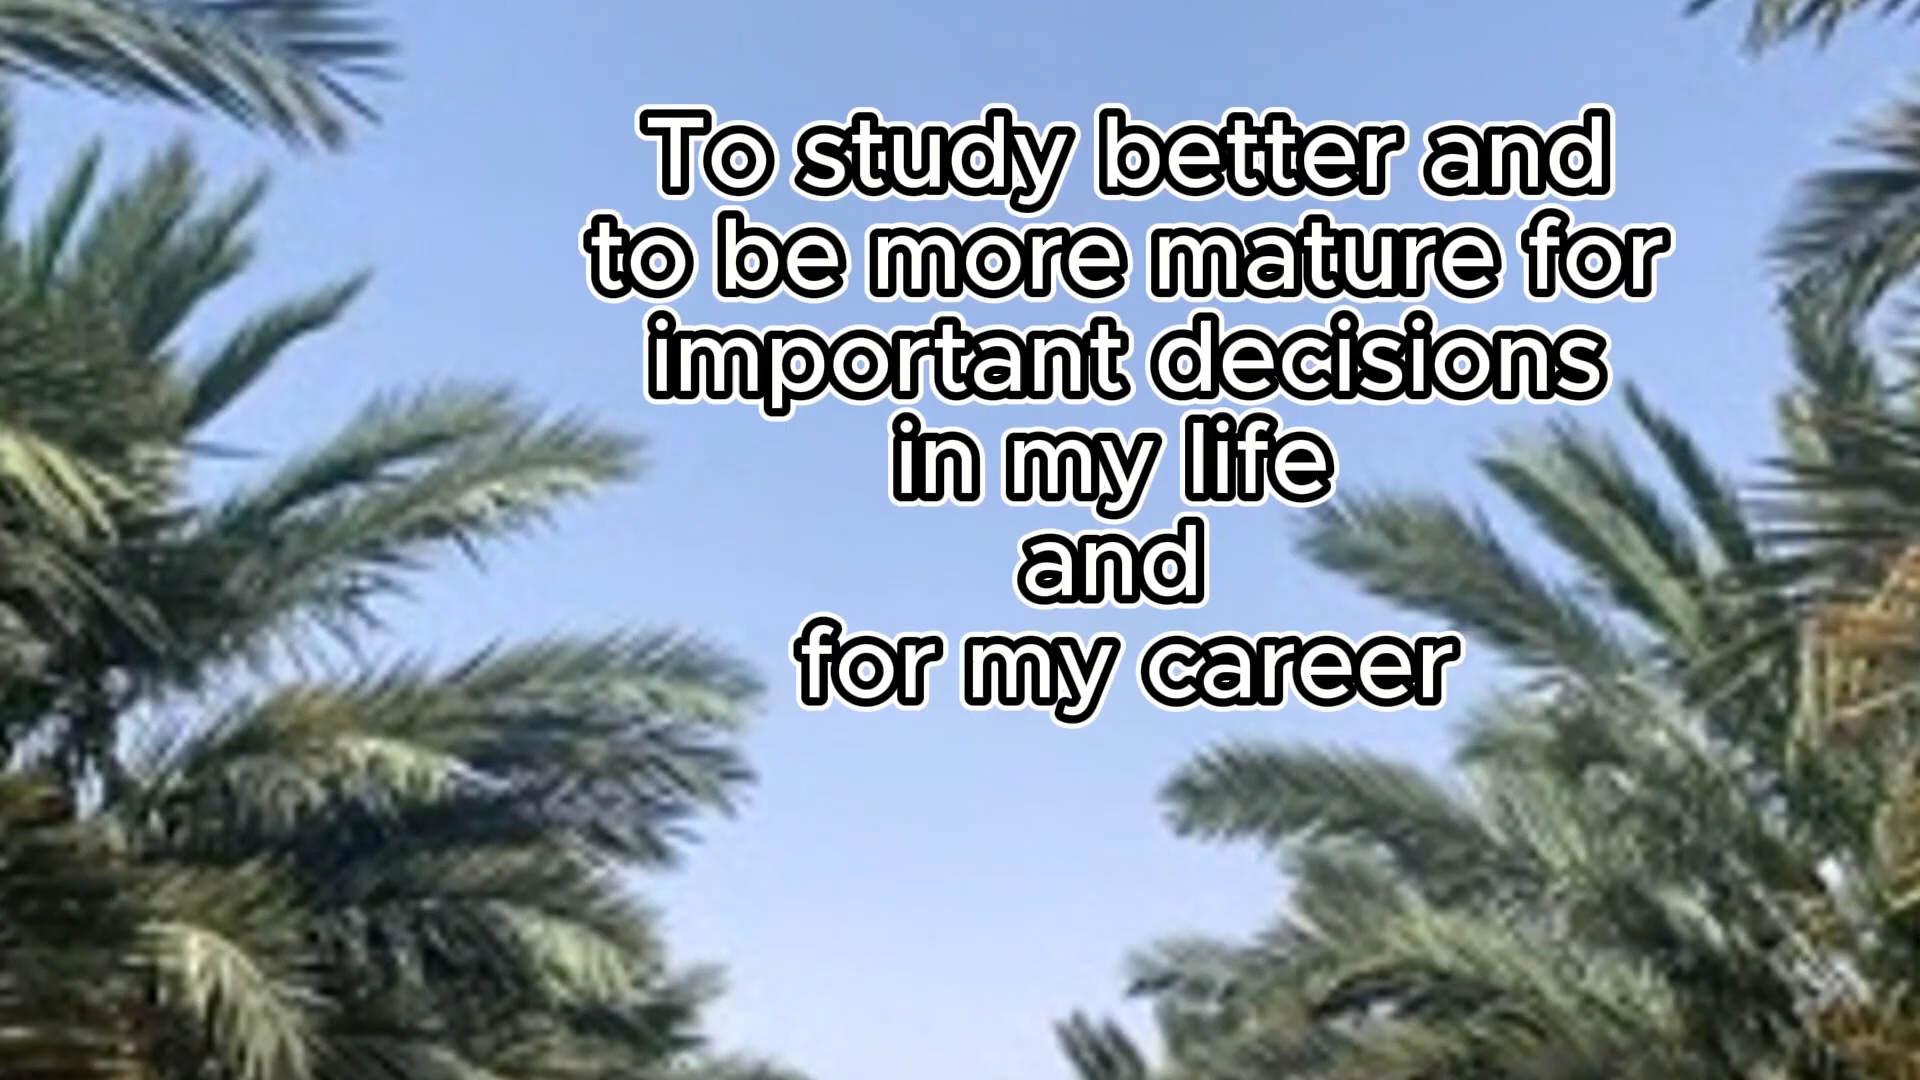 To study better and
to be more mature for
important decisions
in my life
and
for my career